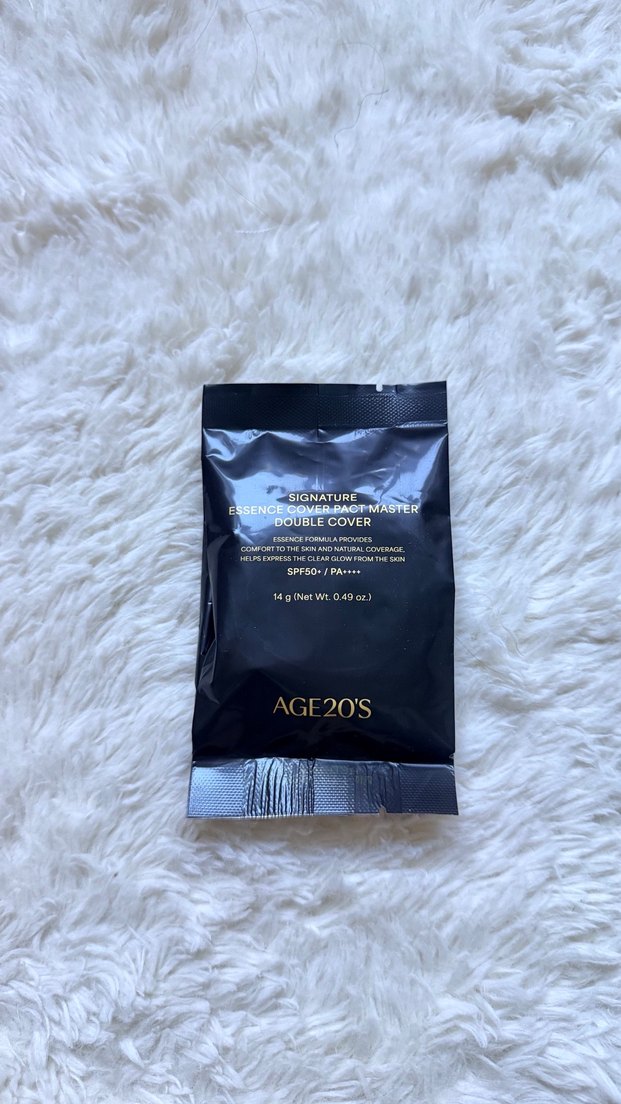 SIGNATURE
ESSENCE COVER PACT MASTER
DOUBLE COVER
ESSENCE FORMULA PROVIDES
COMFORT TO THE SKIN AND NATURAL COVERAGE,
HELPS EXPRESS THE CLEAR GLOW FROM THE SKIN
SPF50+ / PA++++
14 g (Net Wt. 0.49 oz.)
AGE20'S